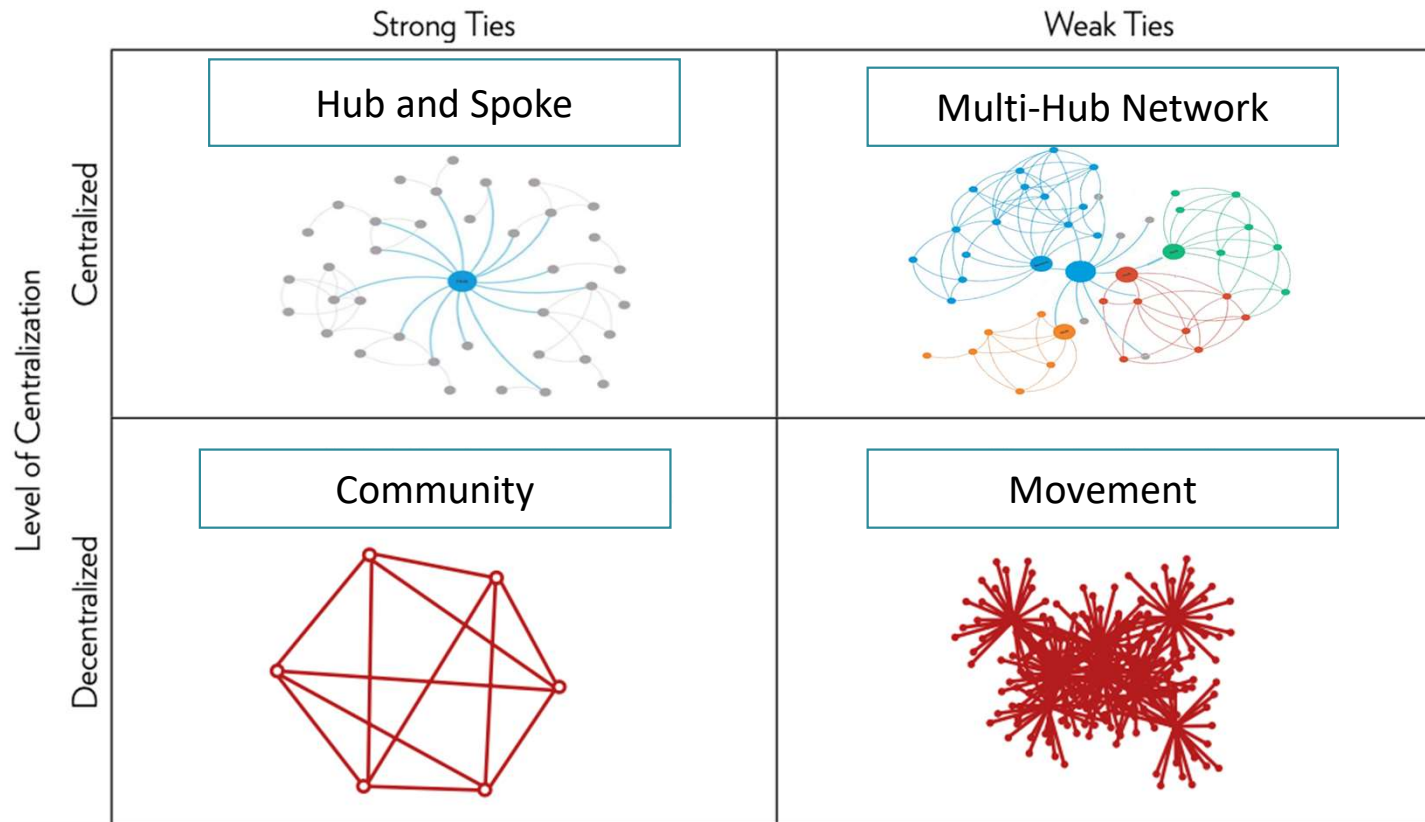 Strong Ties
Weak Ties
Hub and Spoke
Multi-Hub Network
Level of Centralization
Centralized
Community
Movement
Decentralized